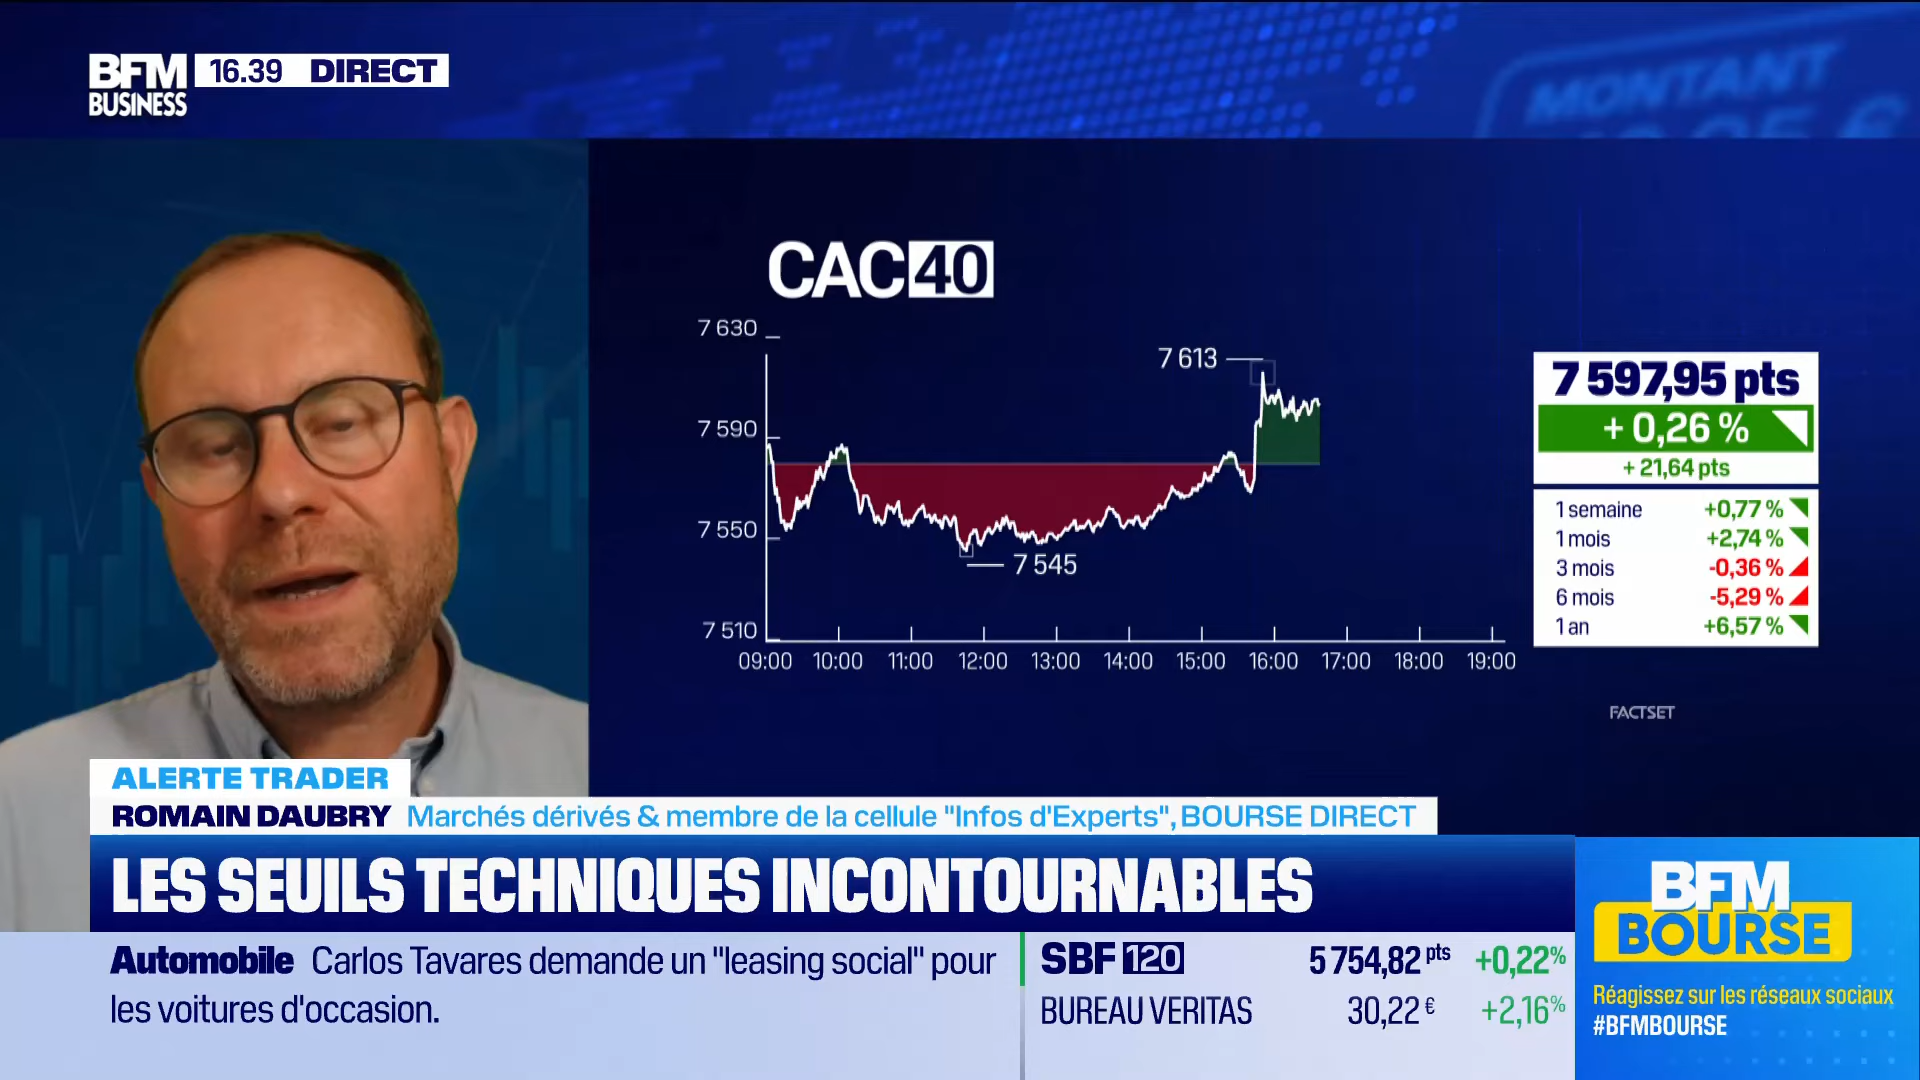 BFM
BUSINESS
16.39 DIRECT
MONTANT
CAC40
7 630
7 590
7 550
7 510
7 613
7 545
09:00 10:00 11:00 12:00 13:00 14:00 15:00 16:00 17:00 18:00 19:00
7 597,95 pts
+ 0,26 %
+ 21,64 pts
1 semaine +0,77 %
1 mois +2,74 %
3 mois -0,36 %
6 mois -5,29 %
1 an +6,57 %
FACTSET
ALERTE TRADER
ROMAIN DAUBRY Marchés dérivés & membre de la cellule "Infos d'Experts", BOURSE DIRECT
LES SEUILS TECHNIQUES INCONTOURNABLES
Automobile Carlos Tavares demande un "leasing social" pour
les voitures d'occasion.
SBF 120 5 754,82 pts +0,22%
BUREAU VERITAS 30,22 € +2,16%
BFM
BOURSE
Réagissez sur les réseaux sociaux
#BFMBOURSE